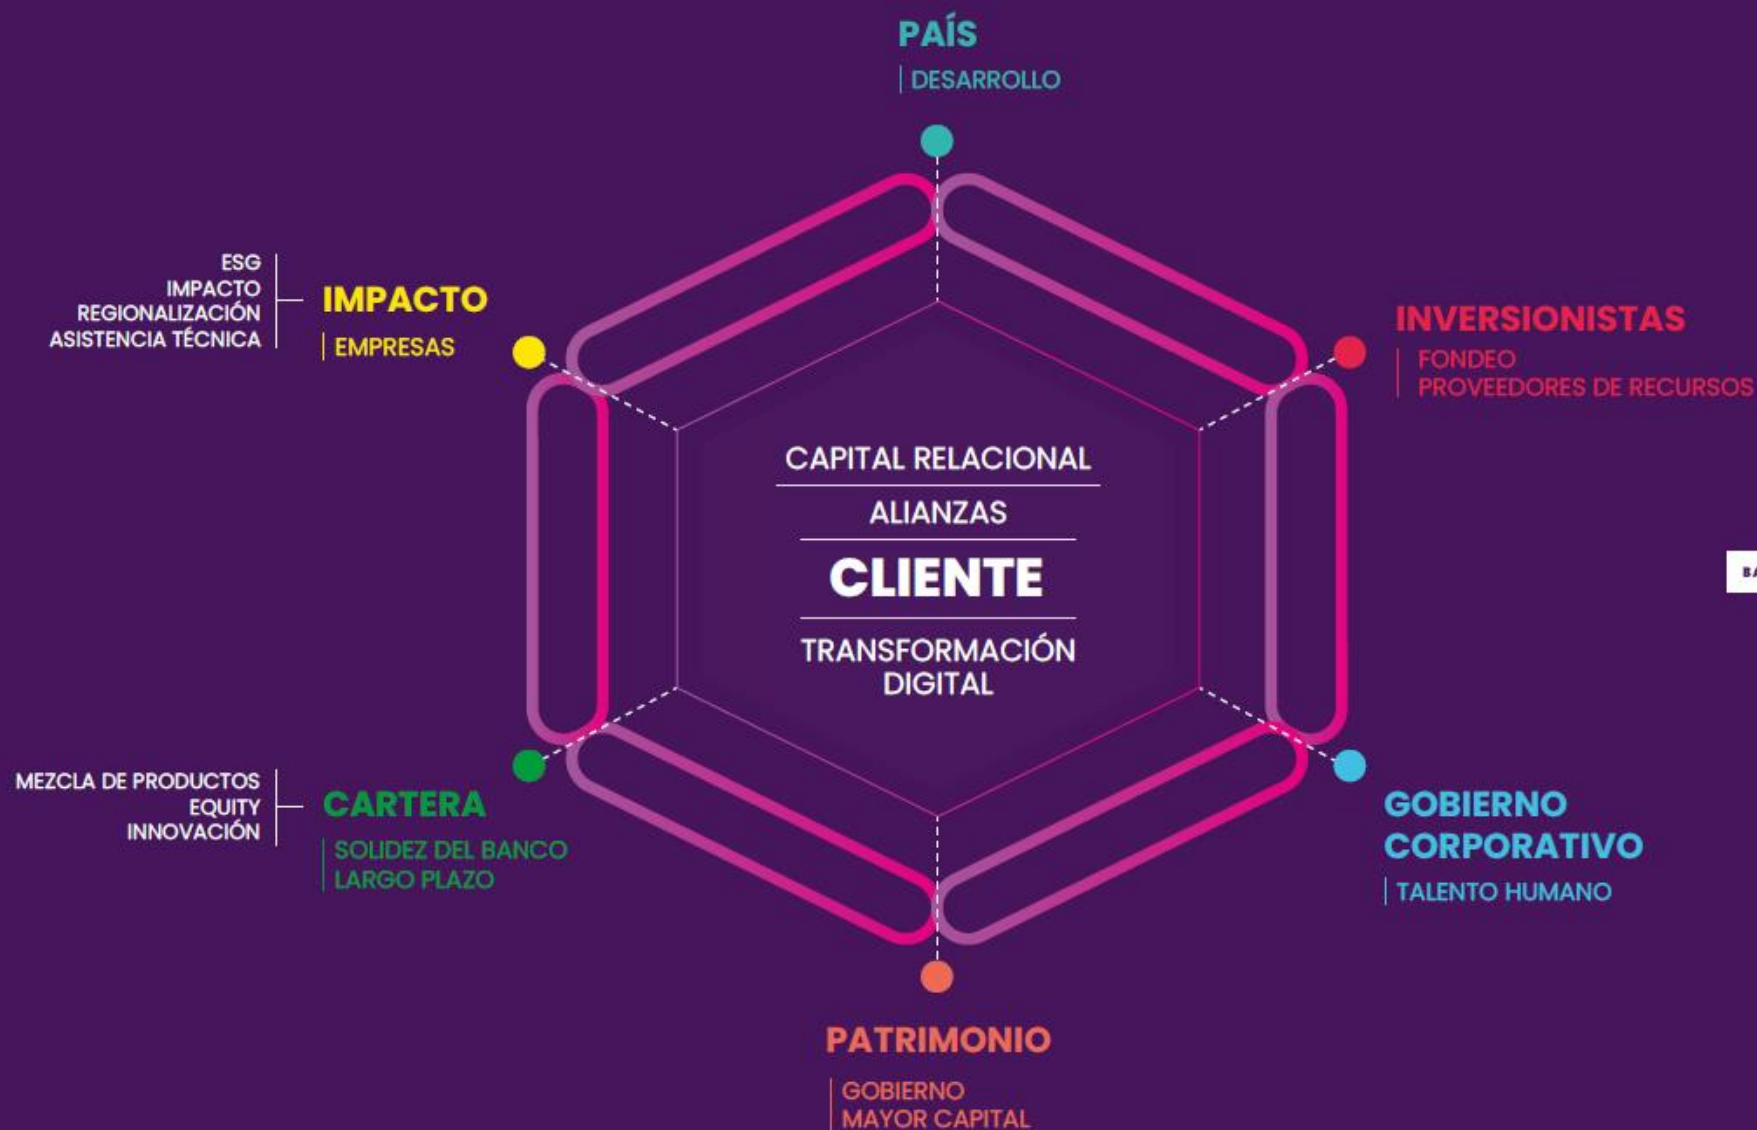 PAÍS
DESARROLLO
ESG
IMPACTO
REGIONALIZACIÓN
ASISTENCIA TÉCNICA
IMPACTO
EMPRESAS
INVERSIONISTAS
FONDEO
PROVEEDORES DE RECURSOS
CAPITAL RELACIONAL
ALIANZAS
CLIENTE
TRANSFORMACIÓN
DIGITAL
MEZCLA DE PRODUCTOS
EQUITY
INNOVACIÓN
CARTERA
SOLIDEZ DEL BANCO
LARGO PLAZO
GOBIERNO
CORPORATIVO
TALENTO HUMANO
PATRIMONIO
GOBIERNO
MAYOR CAPITAL